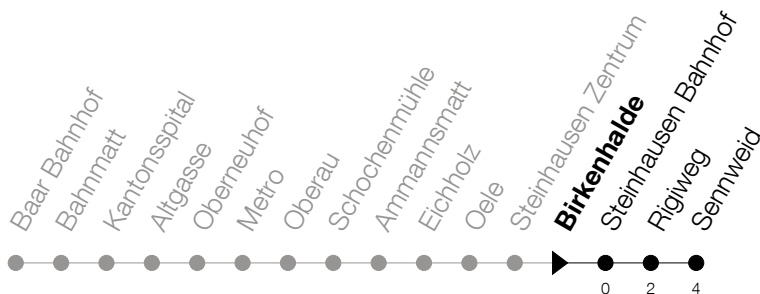 Baar Bahnhof
Bahnmatt
Kantonsspital
Altgasse
Oberneuhof
Metro
Oberau
Schochenmühle
Ammannsmatt
Eichholz
Oele
Steinhausen Zentrum
Birkenhalde
Steinhausen Bahnhof
Rigiweg
Sennweid
0 2 4